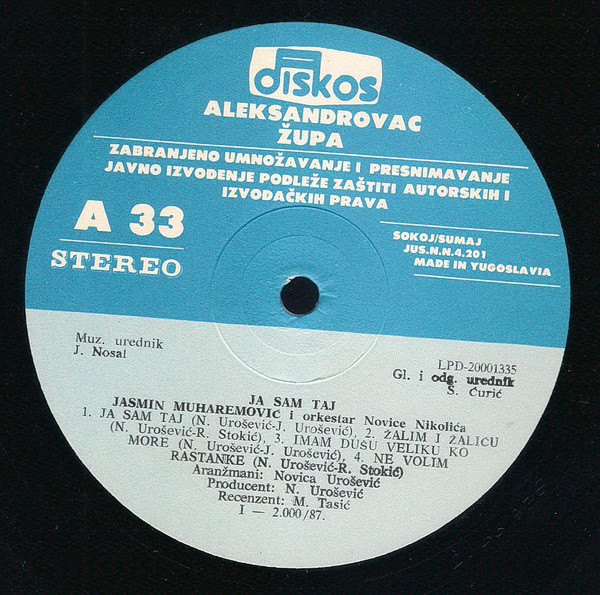 diskos
ALEKSANDROVAC
ŽUPA
ZABRANJENO UMNOŽAVANJE I PRESNIMAVANJE
JAVNO IZVOĐENJE PODLEŽE ZAŠTITI AUTORSKIH I
IZVOĐAČKIH PRAVA
A 33
STEREO
SOKOJ/SUMAJ
JUS.N.N.4.201
MADE IN YUGOSLAVIA
Muz. urednik
J. Nosal
LPD-20001335
Gl. i odg. urednik
S. Ćurić
JA SAM TAJ
JASMIN MUHAREMOVIĆ i orkestar Novice Nikolića
1. JA SAM TAJ (N. Urošević-J. Urošević), 2. ŽALIM I ŽALIĆU
(N. Urošević-R. Stokić), 3. IMAM DUŠU VELIKU KO
MORE (N. Urošević-J. Urošević), 4. NE VOLIM
RASTANKE (N. Urošević-R. Stokić)
Aranžmani: Novica Urošević
Producent: N. Urošević
Recenzent: M. Tasić
I — 2.000/87.